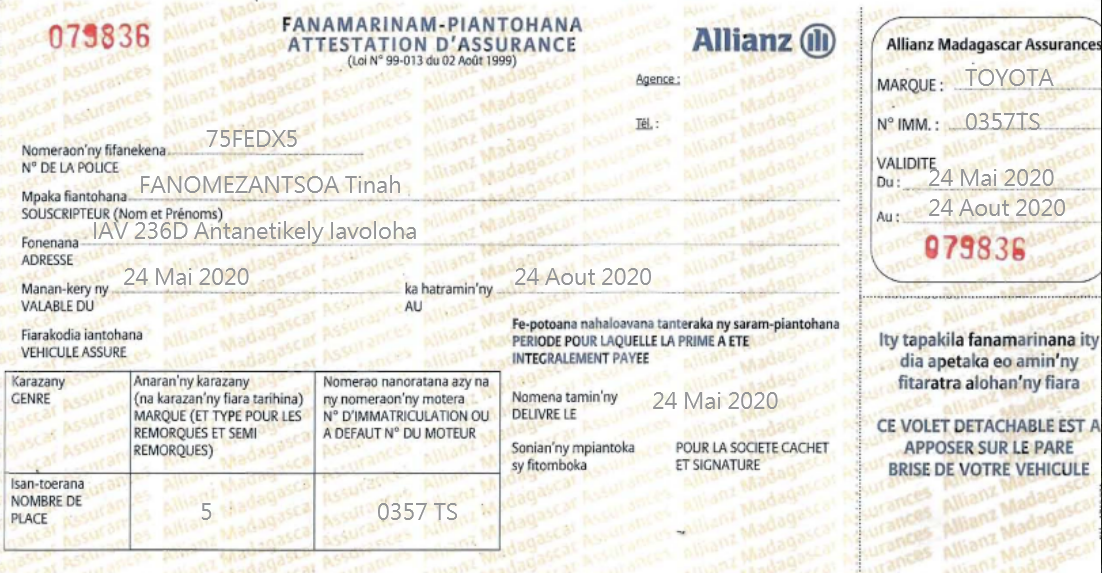 079836
FANAMARINAM-PIANTOHANA
ATTESTATION D'ASSURANCE
(Loi N° 99-013 du 02 Août 1999)
Allianz
Agence :
Tél. :
Nomeraon'ny fifanekena 75FEDX5
N° DE LA POLICE
Mpaka fiantohana FANOMEZANTSOA Tinah
SOUSCRIPTEUR (Nom et Prénoms)
Fonenana IAV 236D Antanetikely Iavoloha
ADRESSE
Manan-kery ny 24 Mai 2020 ka hatramin'ny 24 Aout 2020
VALABLE DU AU
Fiarakodia iantohana
VEHICULE ASSURE
Karazany
GENRE
Anaran'ny karazany
(na karazan'ny fiara tarihina)
MARQUE (ET TYPE POUR LES
REMORQUES ET SEMI
REMORQUES)
Nomerao nanoratana azy na
ny nomeraon'ny motera
N° D'IMMATRICULATION OU
A DEFAUT N° DU MOTEUR
Isan-toerana
NOMBRE DE
PLACE
5
0357 TS
Fe-potoana nahaloavana tanteraka ny saram-piantohana
PERIODE POUR LAQUELLE LA PRIME A ETE
INTEGRALEMENT PAYEE
Nomena tamin'ny 24 Mai 2020
DELIVRE LE
Sonian'ny mpiantoka
sy fitomboka
POUR LA SOCIETE CACHET
ET SIGNATURE
Allianz Madagascar Assurances
MARQUE : TOYOTA
N° IMM. : 0357TS
VALIDITE
Du : 24 Mai 2020
Au : 24 Aout 2020
079836
Ity tapakila fanamarinana ity
dia apetaka eo amin'ny
fitaratra alohan'ny fiara
CE VOLET DETACHABLE EST A
APPOSER SUR LE PARE
BRISE DE VOTRE VEHICULE